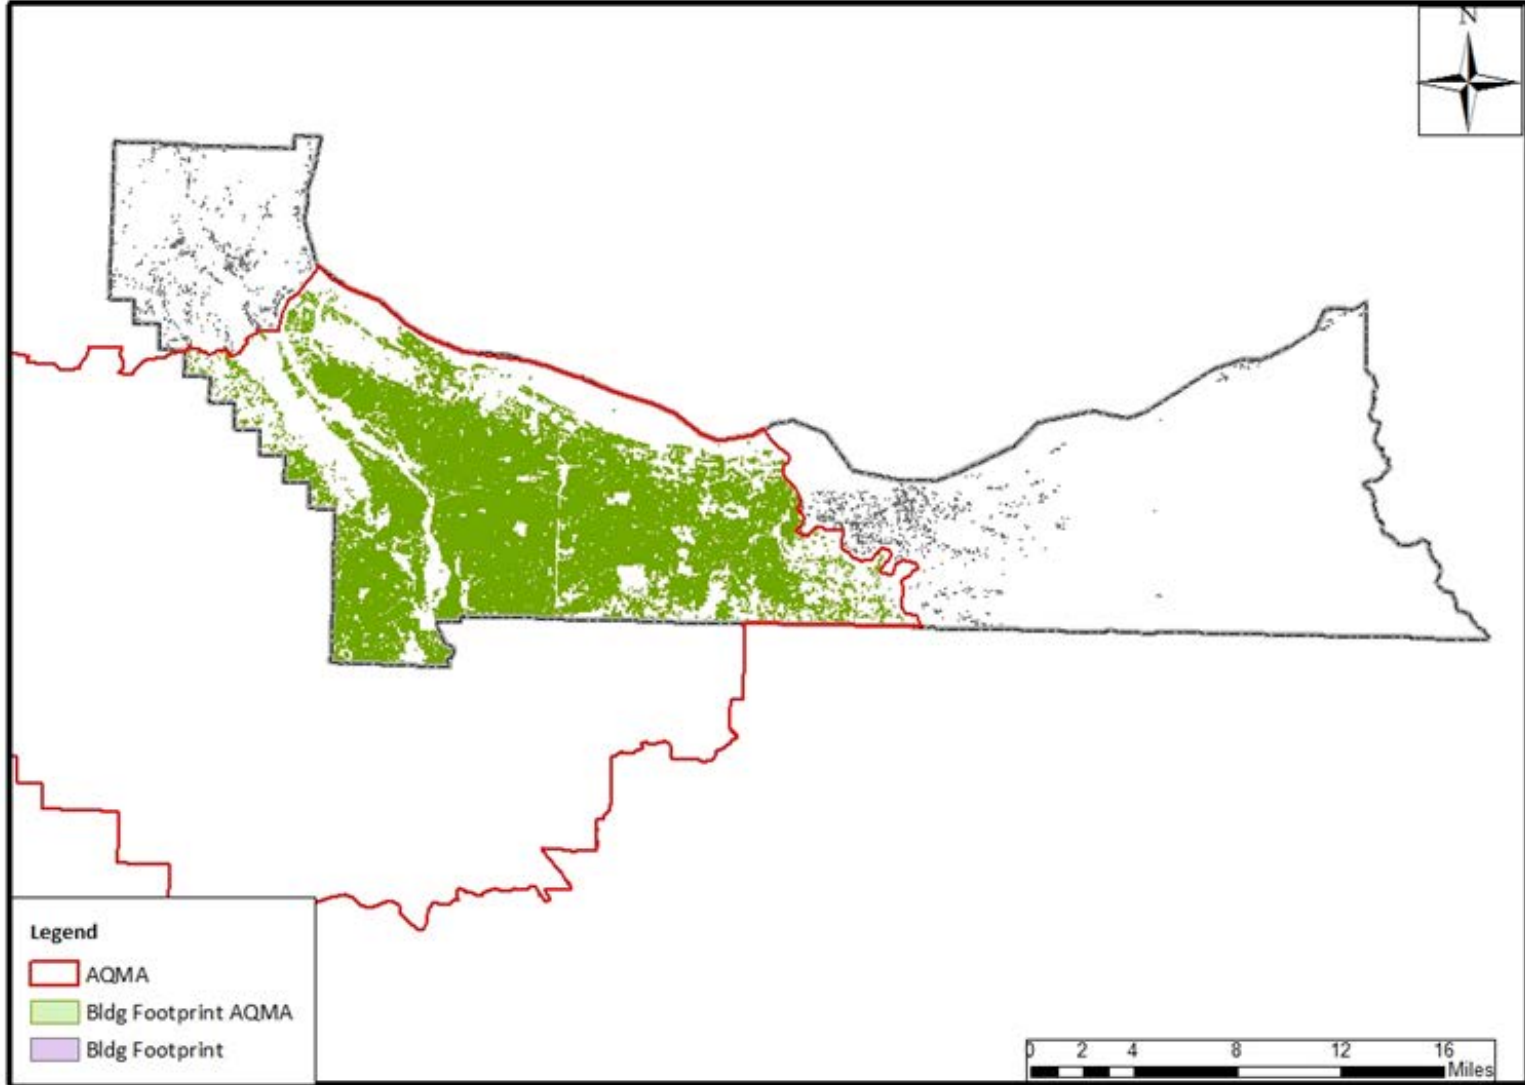 N
Legend
AQMA
Bldg Footprint AQMA
Bldg Footprint
0 2 4 8 12 16
Miles